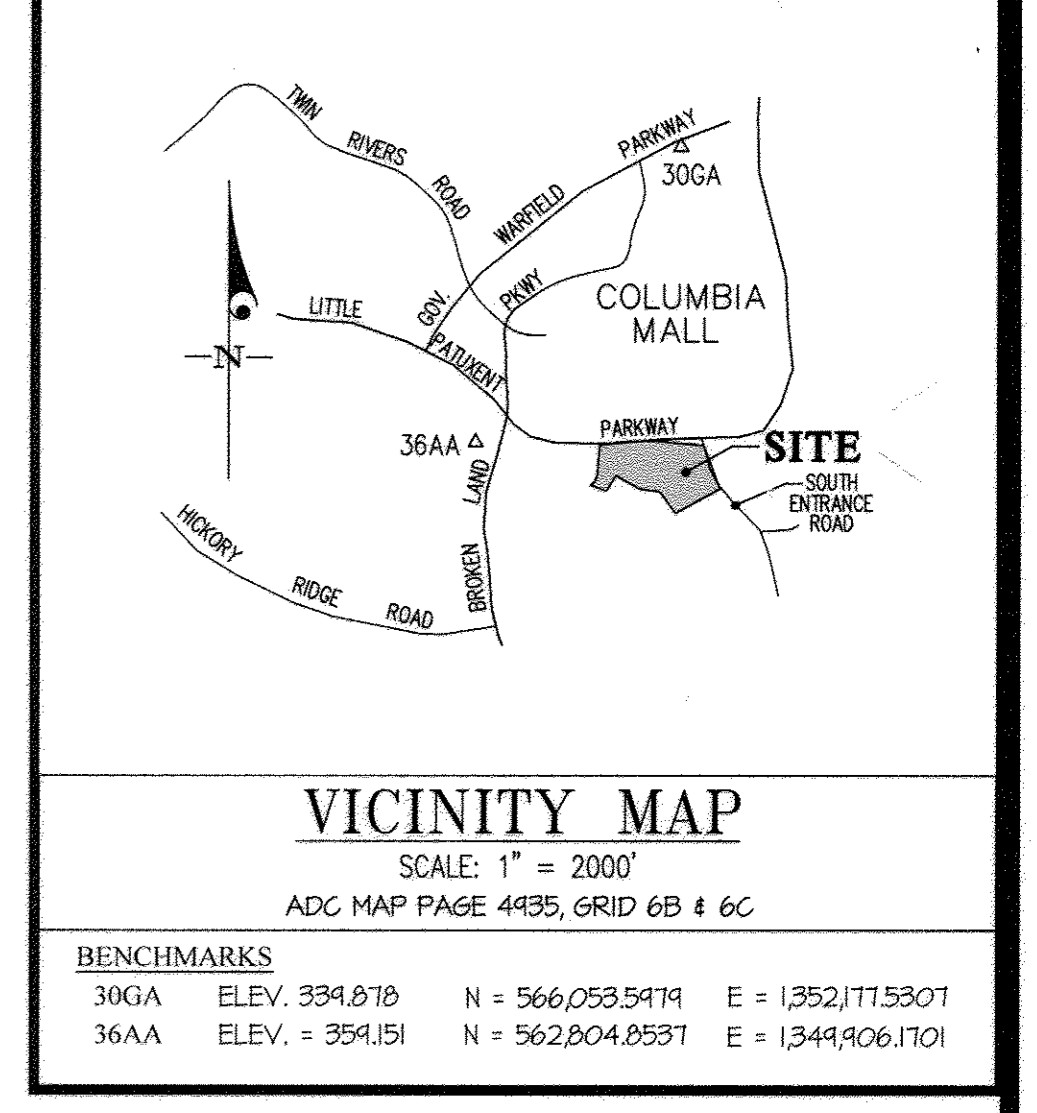 TWIN
RIVERS
ROAD
PARKWAY
30GA
WARFIELD
GOV.
PKWY
COLUMBIA
MALL
LITTLE
PATUXENT
PARKWAY
N
36AA
SITE
SOUTH
ENTRANCE
ROAD
LAND
BROKEN
HICKORY
RIDGE
ROAD
VICINITY MAP
SCALE: 1" = 2000'
ADC MAP PAGE 4935, GRID 6B & 6C
BENCHMARKS
30GA ELEV. 339.878 N = 566,053.5979 E = 1,352,177.5307
36AA ELEV. = 359.151 N = 562,804.8537 E = 1,349,906.1701